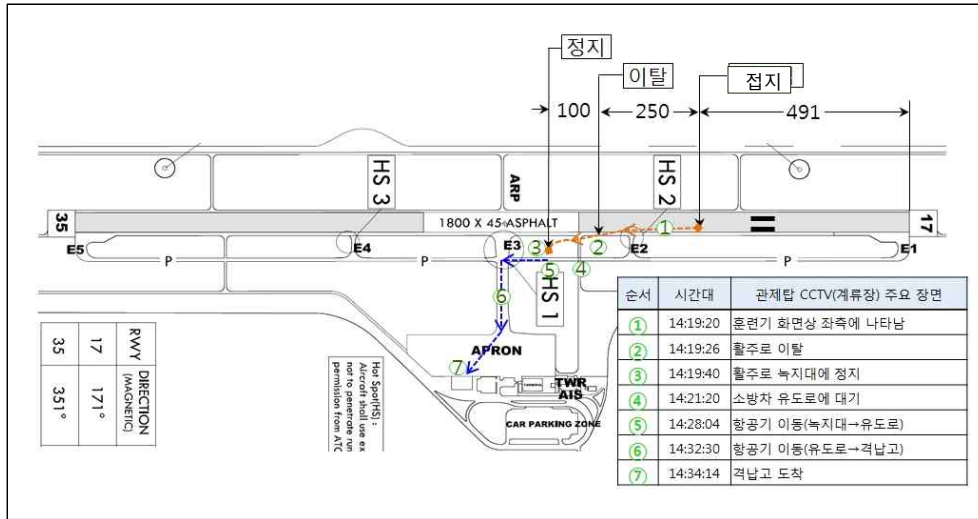 정지
이탈
접지
100
250
491
HS 3
ARP
HS 2
35
1800 X 45 ASPHALT
17
E5
E4
E3
③
②
①
E2
E1
P
P
P
⑤
④
HS 1
⑥
⑦
APRON
TWR
AIS
CAR PARKING ZONE
RWY
DIRECTION
(MAGNETIC)
17
171°
35
351°
Hot Spot(HS) :
Aircraft shall use ex
not to penetrate run
permission from ATC
순서 시간대 관제탑 CCTV(계류장) 주요 장면
① 14:19:20 훈련기 화면상 좌측에 나타남
② 14:19:26 활주로 이탈
③ 14:19:40 활주로 녹지대에 정지
④ 14:21:20 소방차 유도로에 대기
⑤ 14:28:04 항공기 이동(녹지대→유도로)
⑥ 14:32:30 항공기 이동(유도로→격납고)
⑦ 14:34:14 격납고 도착